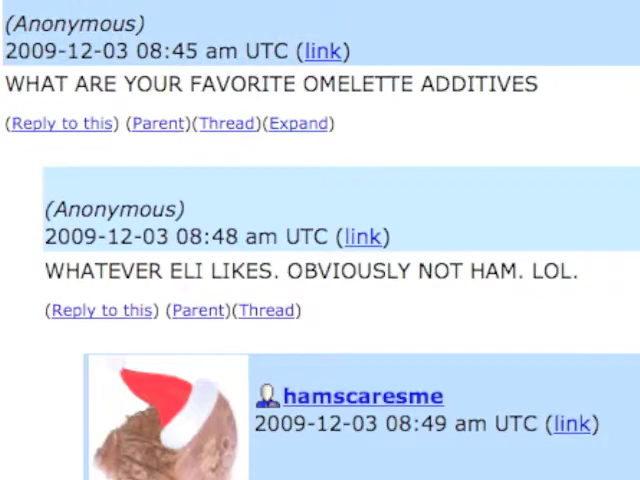 (Anonymous)
2009-12-03 08:45 am UTC (link)
WHAT ARE YOUR FAVORITE OMELETTE ADDITIVES
(Reply to this) (Parent)(Thread)(Expand)
(Anonymous)
2009-12-03 08:48 am UTC (link)
WHATEVER ELI LIKES. OBVIOUSLY NOT HAM. LOL.
(Reply to this) (Parent)(Thread)
hamscaresme
2009-12-03 08:49 am UTC (link)